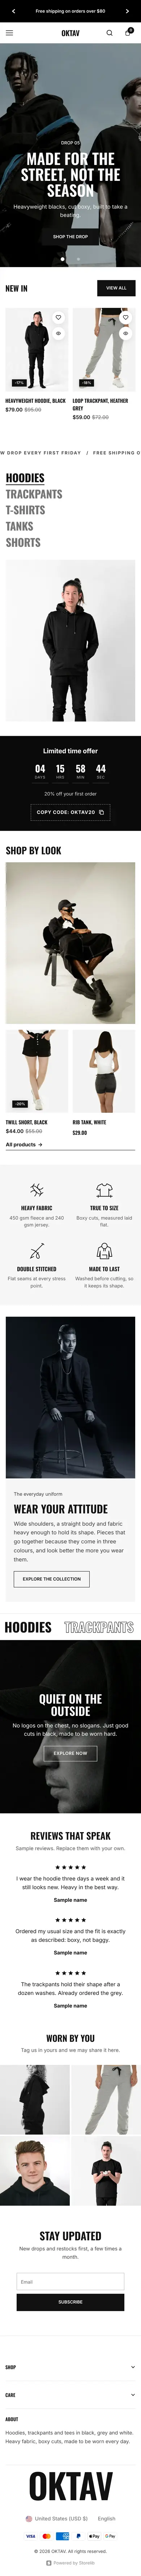 Free shipping on orders over $80
OKTAV
0
DROP 05
MADE FOR THE
STREET, NOT THE
SEASON
Heavyweight blacks, cut boxy, built to take a
beating.
SHOP THE DROP
NEW IN
VIEW ALL
-17%
-18%
HEAVYWEIGHT HOODIE, BLACK
$79.00 $95.00
LOOP TRACKPANT, HEATHER
GREY
$59.00 $72.00
W DROP EVERY FIRST FRIDAY / FREE SHIPPING O
HOODIES
TRACKPANTS
T-SHIRTS
TANKS
SHORTS
Limited time offer
04 15 58 44
DAYS HRS MIN SEC
20% off your first order
COPY CODE: OKTAV20
SHOP BY LOOK
-20%
TWILL SHORT, BLACK
$44.00 $55.00
RIB TANK, WHITE
$29.00
All products →
HEAVY FABRIC
450 gsm fleece and 240
gsm jersey.
TRUE TO SIZE
Boxy cuts, measured laid
flat.
DOUBLE STITCHED
Flat seams at every stress
point.
MADE TO LAST
Washed before cutting, so
it keeps its shape.
The everyday uniform
WEAR YOUR ATTITUDE
Wide shoulders, a straight body and fabric
heavy enough to hold its shape. Pieces that
go together because they come in three
colours, and look better the more you wear
them.
EXPLORE THE COLLECTION
HOODIES TRACKPANTS
QUIET ON THE
OUTSIDE
No logos on the chest, no slogans. Just good
cuts in black, made to be worn hard.
EXPLORE NOW
REVIEWS THAT SPEAK
Sample reviews. Replace them with your own.
★★★★★
I wear the hoodie three days a week and it
still looks new. Heavy in the best way.
Sample name
★★★★★
Ordered my usual size and the fit is exactly
as described: boxy, not baggy.
Sample name
★★★★★
The trackpants hold their shape after a
dozen washes. Already ordered the grey.
Sample name
WORN BY YOU
Tag us in yours and we may share it here.
STAY UPDATED
New drops and restocks first, a few times a
month.
Email
SUBSCRIBE
SHOP
CARE
ABOUT
Hoodies, trackpants and tees in black, grey and white.
Heavy fabric, boxy cuts, made to be worn every day.
OKTAV
United States (USD $) English
VISA AMEX Pay G Pay
© 2026 OKTAV. All rights reserved.
Powered by Storelib